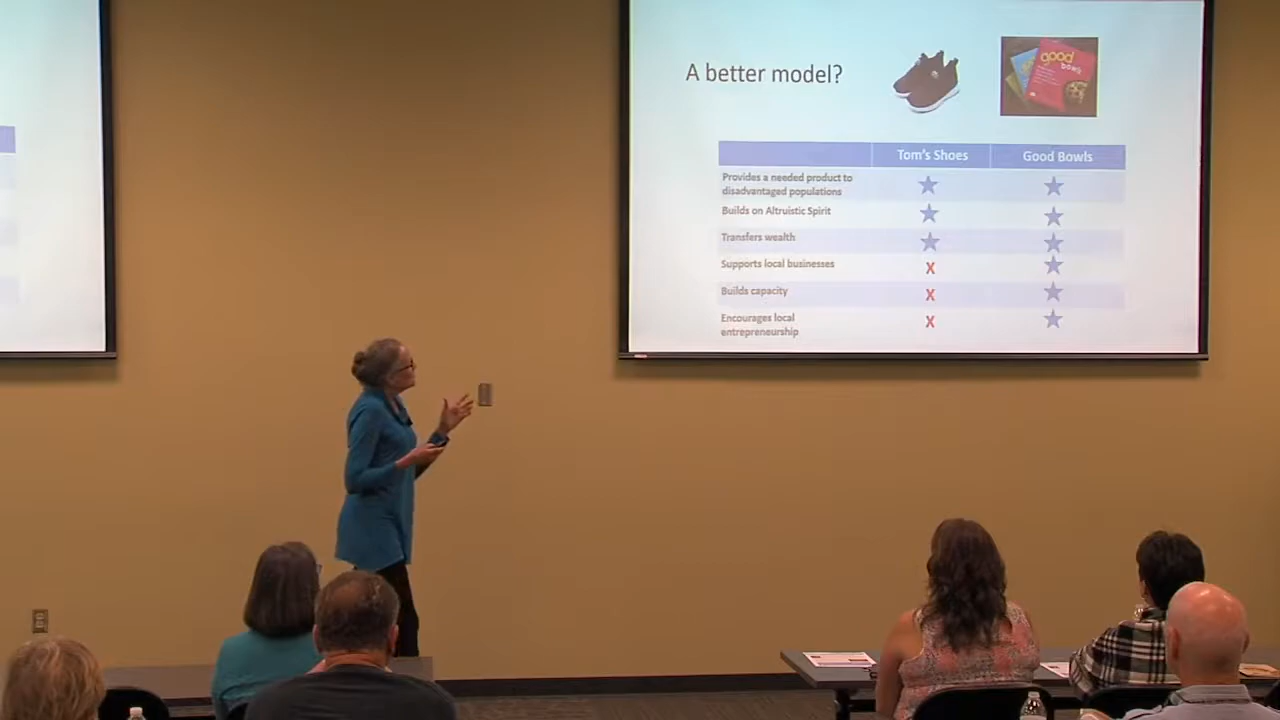 A better model?
good
bowls
Tom's Shoes Good Bowls
Provides a needed product to
disadvantaged populations
Builds on Altruistic Spirit
Transfers wealth
Supports local businesses X
Builds capacity X
Encourages local
entrepreneurship X